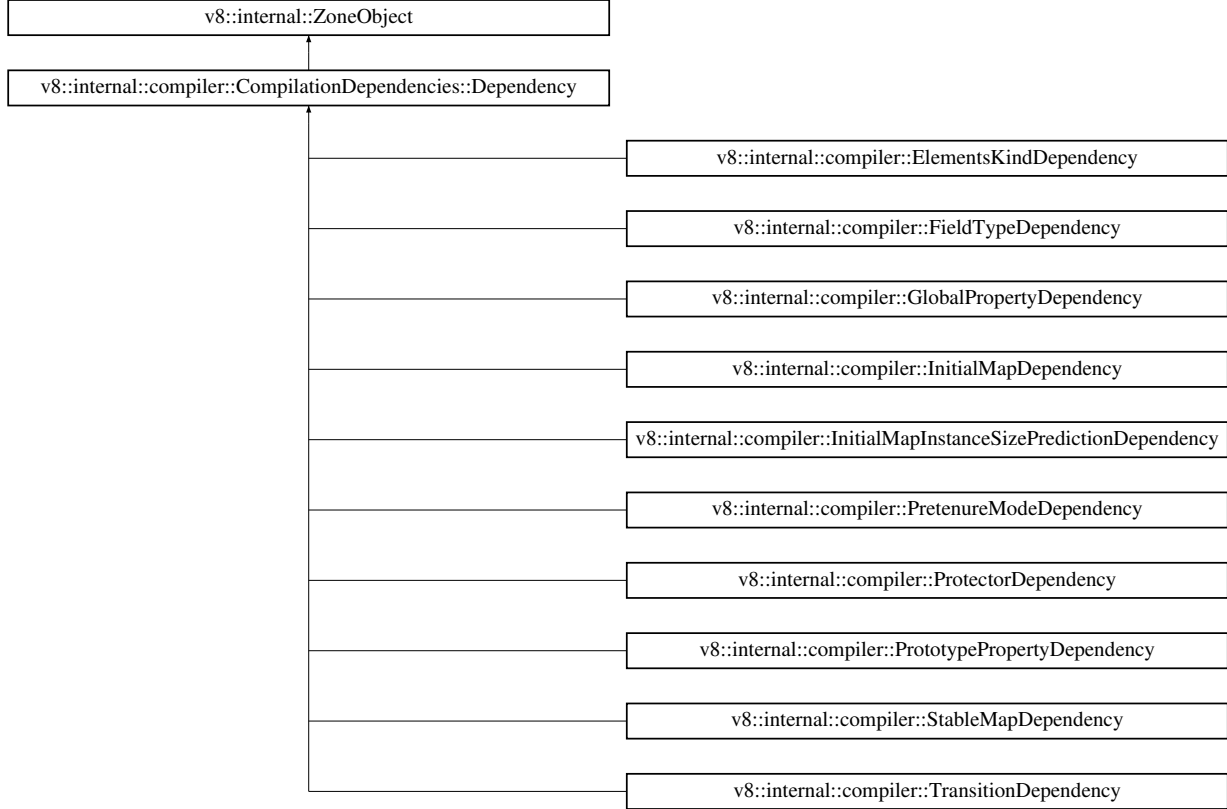 v8::internal::ZoneObject
v8::internal::compiler::CompilationDependencies::Dependency
v8::internal::compiler::ElementsKindDependency
v8::internal::compiler::FieldTypeDependency
v8::internal::compiler::GlobalPropertyDependency
v8::internal::compiler::InitialMapDependency
v8::internal::compiler::InitialMapInstanceSizePredictionDependency
v8::internal::compiler::PretenureModeDependency
v8::internal::compiler::ProtectorDependency
v8::internal::compiler::PrototypePropertyDependency
v8::internal::compiler::StableMapDependency
v8::internal::compiler::TransitionDependency